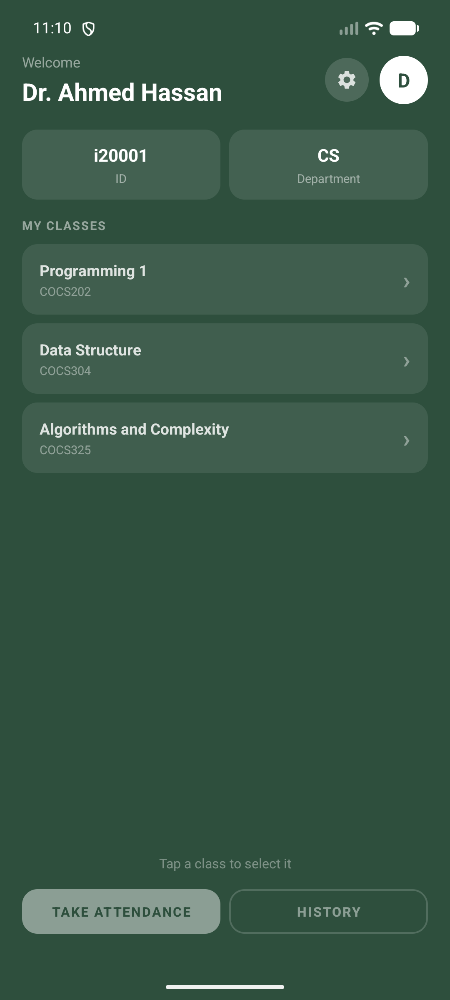 11:10
Welcome
Dr. Ahmed Hassan
D
i20001
ID
CS
Department
MY CLASSES
Programming 1
COCS202
Data Structure
COCS304
Algorithms and Complexity
COCS325
Tap a class to select it
TAKE ATTENDANCE
HISTORY